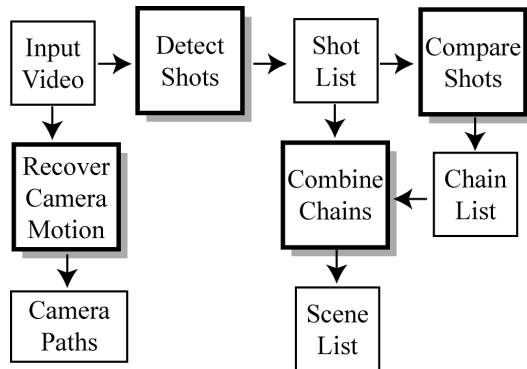 Input
Video
Detect
Shots
Shot
List
Compare
Shots
Recover
Camera
Motion
Combine
Chains
Chain
List
Camera
Paths
Scene
List